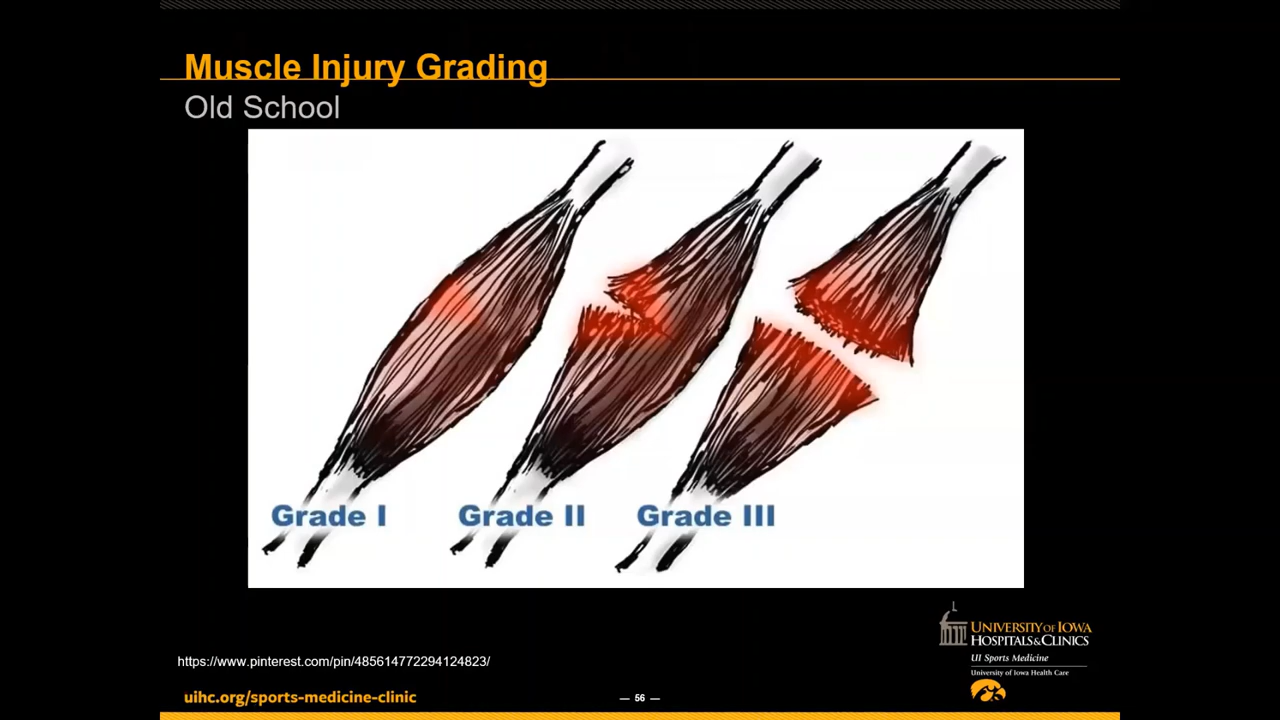 Muscle Injury Grading
Old School
Grade I
Grade II
Grade III
UNIVERSITY OF IOWA
HOSPITALS & CLINICS
UI Sports Medicine
University of Iowa Health Care
https://www.pinterest.com/pin/485614772294124823/
uihc.org/sports-medicine-clinic
— 56 —